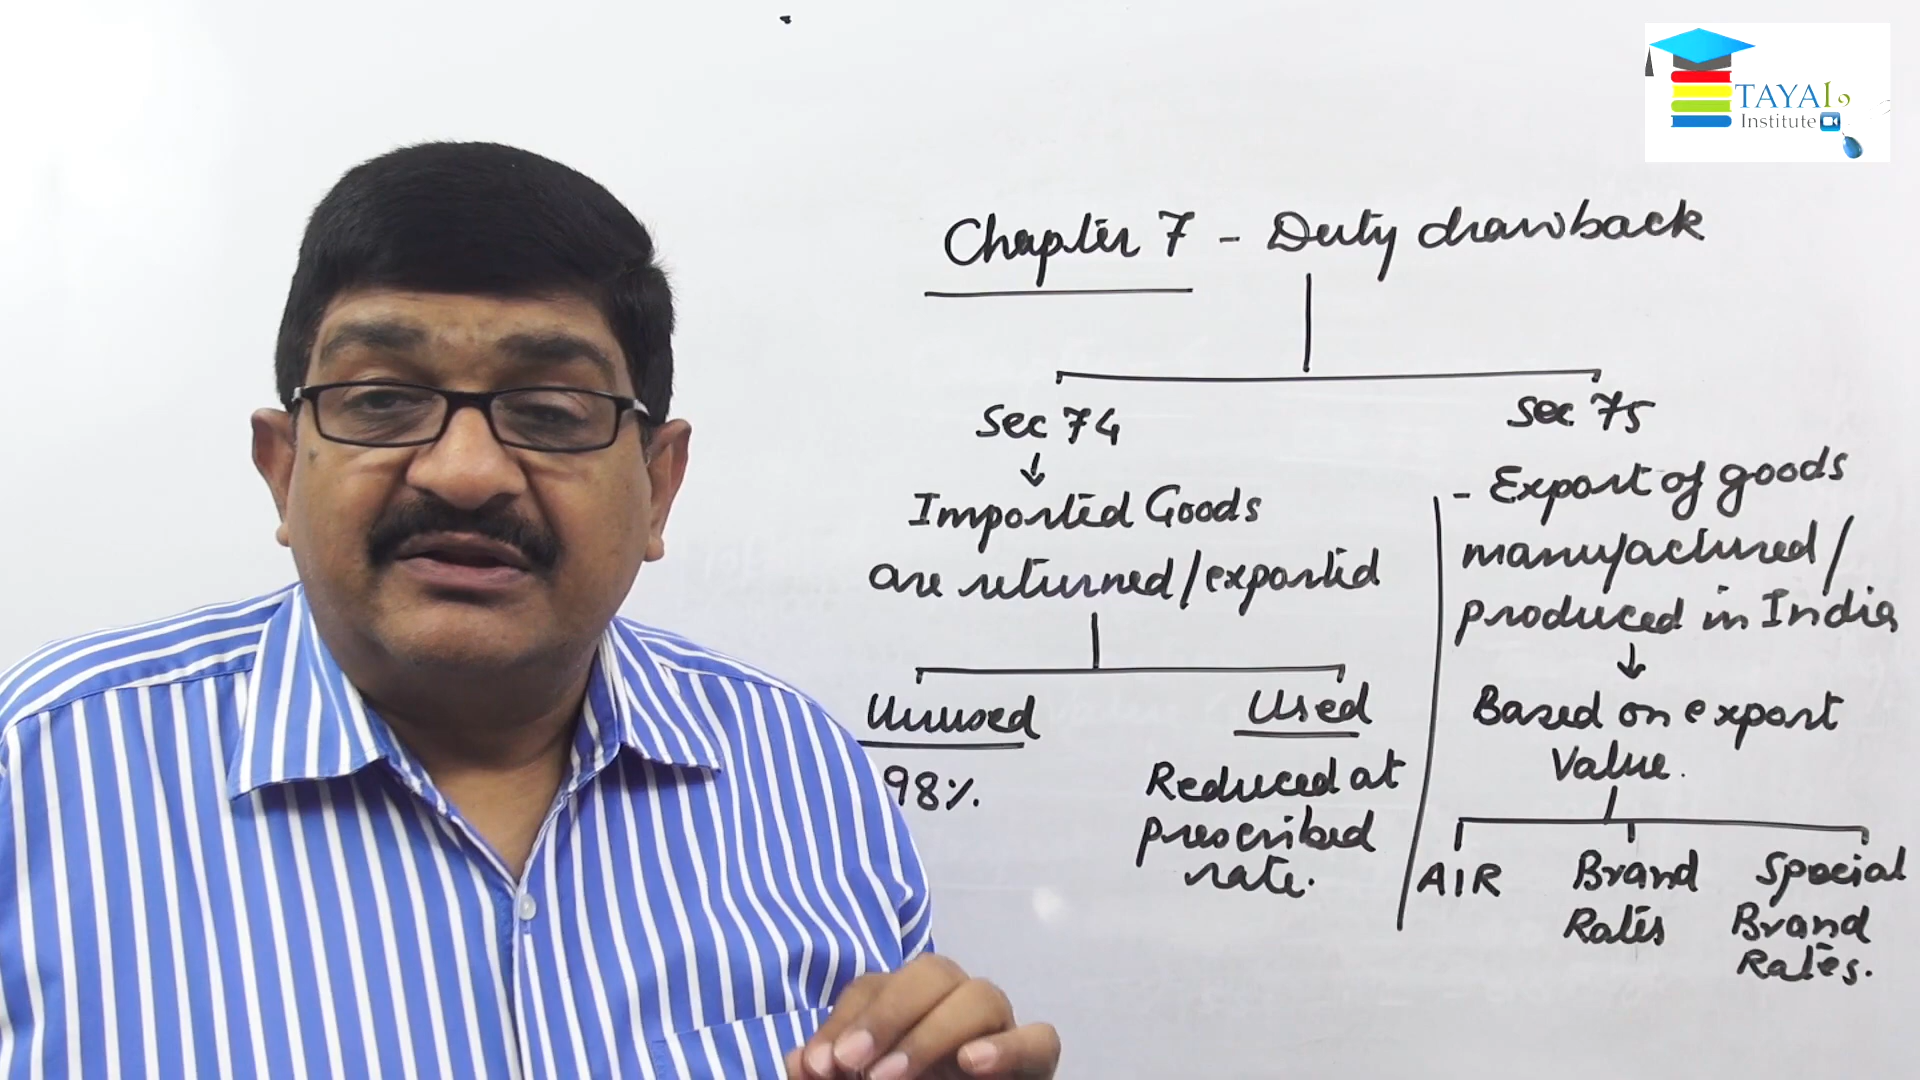 TAYAL
Institute
Chapter 7 - Duty drawback
Sec 74
Imported Goods
are returned/exported
Unused
98%.
Used
Reduced at
prescribed
rate.
Sec 75
- Export of goods
manufactured/
produced in India
Based on export
Value.
AIR
Brand
Rates
Special
Brand
Rates.